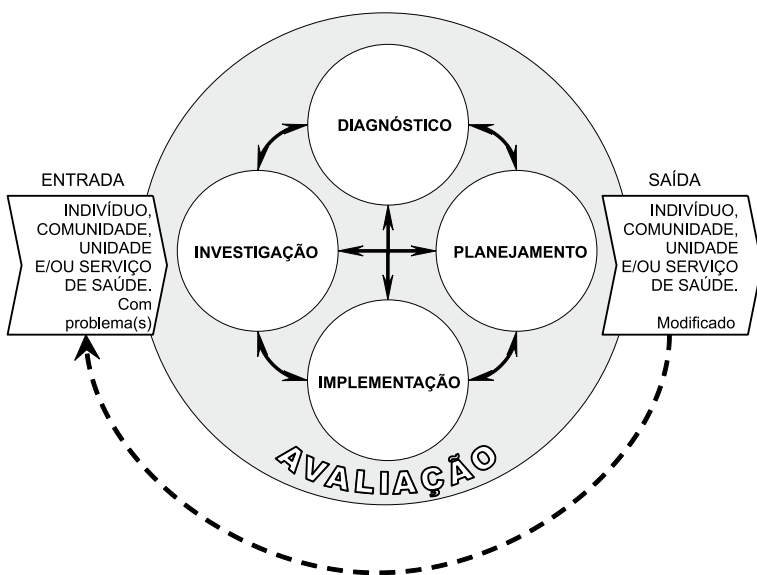 DIAGNÓSTICO
ENTRADA
INDIVÍDUO,
COMUNIDADE,
UNIDADE
E/OU SERVIÇO
DE SAÚDE.
Com
problema(s)
INVESTIGAÇÃO
PLANEJAMENTO
SAÍDA
INDIVÍDUO,
COMUNIDADE,
UNIDADE
E/OU SERVIÇO
DE SAÚDE.
Modificado
IMPLEMENTAÇÃO
AVALIAÇÃO